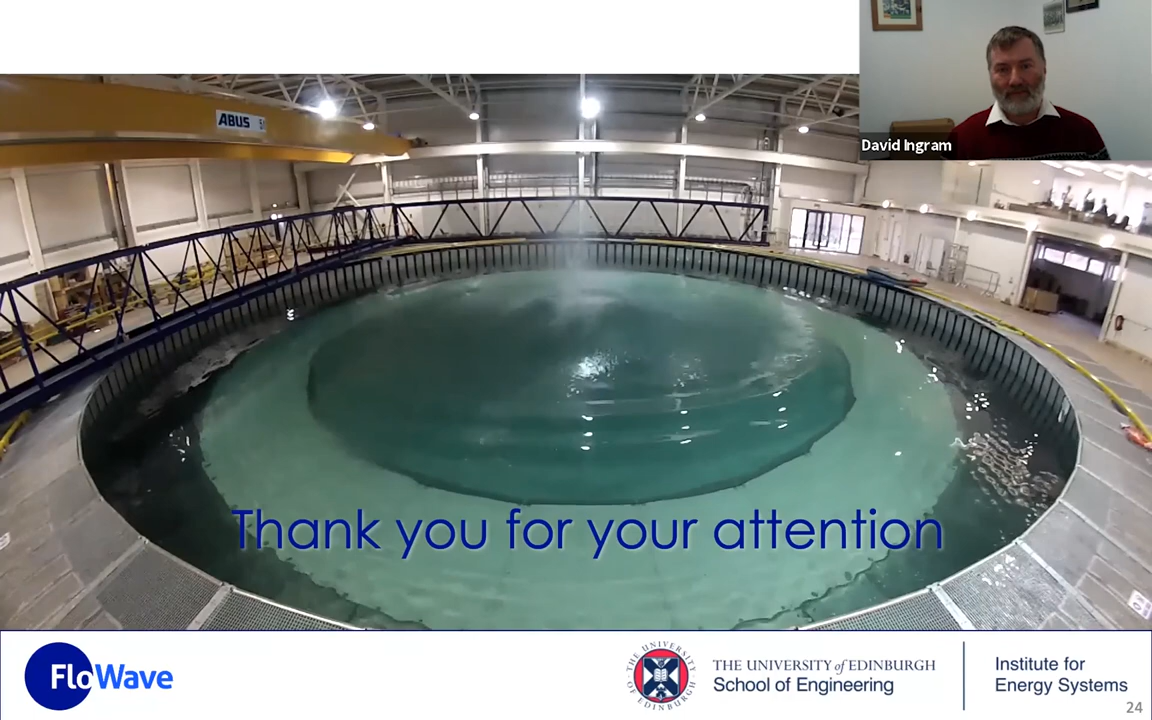 David Ingram
ABUS
Thank you for your attention
FloWave
THE UNIVERSITY of EDINBURGH
School of Engineering
Institute for
Energy Systems
24